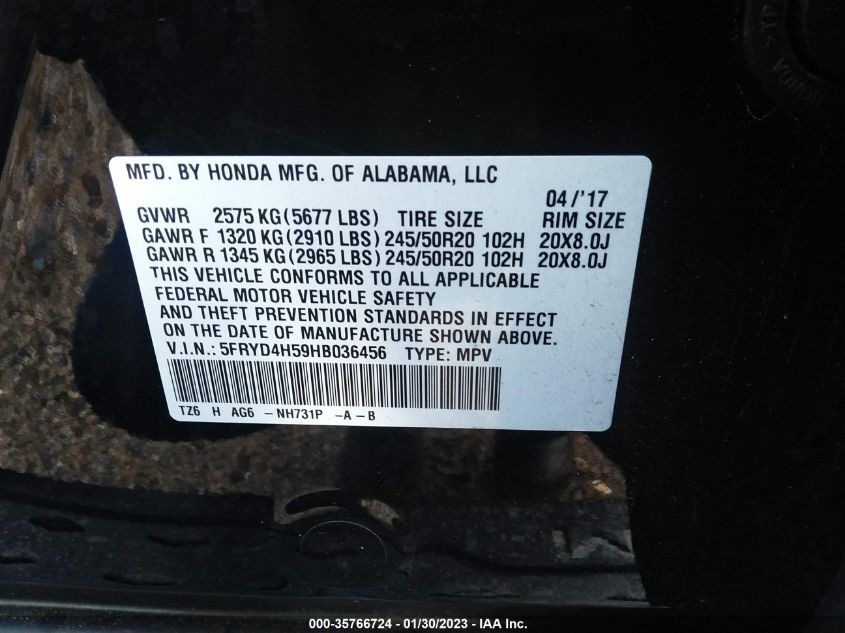 MFD. BY HONDA MFG. OF ALABAMA, LLC
04/'17
GVWR 2575 KG(5677 LBS) TIRE SIZE RIM SIZE
GAWR F 1320 KG(2910 LBS) 245/50R20 102H 20X8.0J
GAWR R 1345 KG(2965 LBS) 245/50R20 102H 20X8.0J
THIS VEHICLE CONFORMS TO ALL APPLICABLE
FEDERAL MOTOR VEHICLE SAFETY
AND THEFT PREVENTION STANDARDS IN EFFECT
ON THE DATE OF MANUFACTURE SHOWN ABOVE.
V.I.N.: 5FRYD4H59HB036456 TYPE: MPV
TZ6 H AG6 -NH731P -A-B
000-35766724 - 01/30/2023 - IAA Inc.